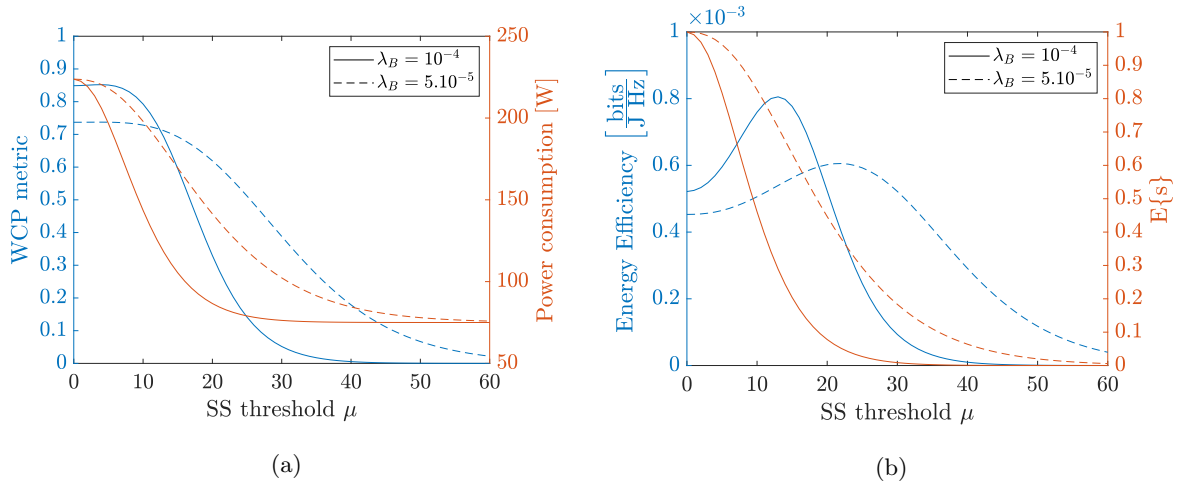 WCP metric
1
0.9
0.8
0.7
0.6
0.5
0.4
0.3
0.2
0.1
0
0 10 20 30 40 50 60
SS threshold μ
250
200
150
100
50
Power consumption [W]
λ_B = 10⁻⁴
λ_B = 5.10⁻⁵
(a)
×10⁻³
Energy Efficiency [bits / J Hz]
1
0.8
0.6
0.4
0.2
0
0 10 20 30 40 50 60
SS threshold μ
1
0.9
0.8
0.7
0.6
0.5
0.4
0.3
0.2
0.1
0
E{s}
λ_B = 10⁻⁴
λ_B = 5.10⁻⁵
(b)